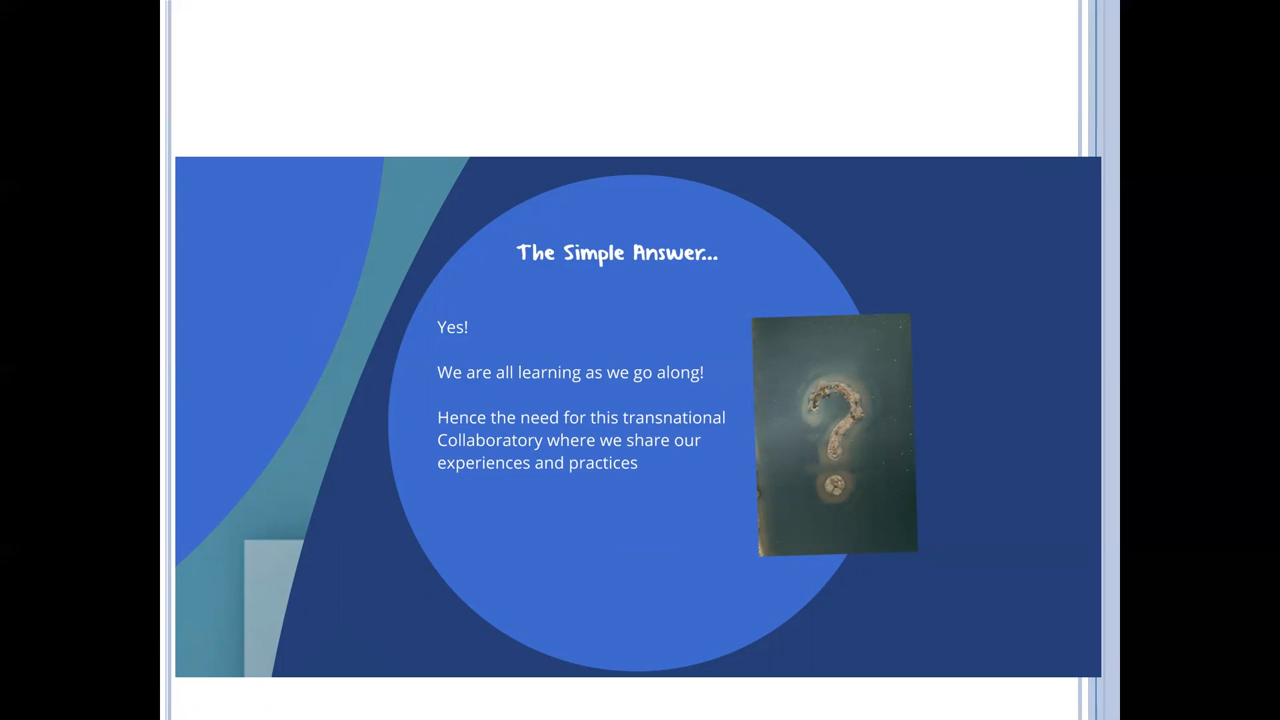 The Simple Answer...
Yes!
We are all learning as we go along!
Hence the need for this transnational
Collaboratory where we share our
experiences and practices
?